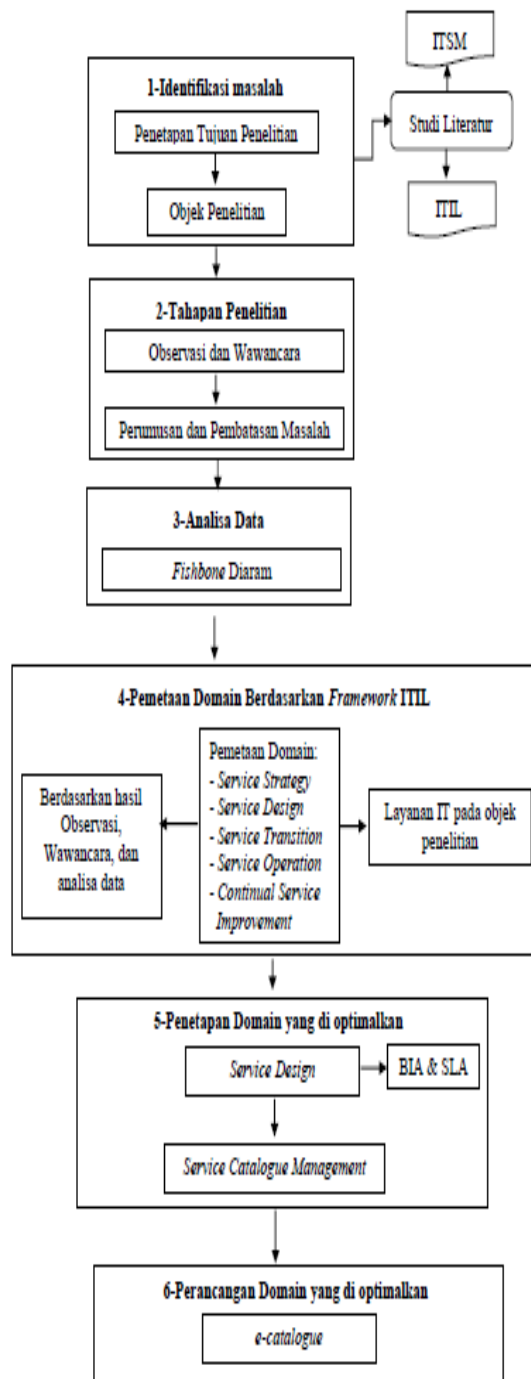 ITSM
1-Identifikasi masalah
Penetapan Tujuan Penelitian
Studi Literatur
Objek Penelitian
ITIL
2-Tahapan Penelitian
Observasi dan Wawancara
Perumusan dan Pembatasan Masalah
3-Analisa Data
Fishbone Diaram
4-Pemetaan Domain Berdasarkan Framework ITIL
Berdasarkan hasil
Observasi,
Wawancara, dan
analisa data
Pemetaan Domain:
- Service Strategy
- Service Design
- Service Transition
- Service Operation
- Continual Service
Improvement
Layanan IT pada objek
penelitian
5-Penetapan Domain yang di optimalkan
Service Design
BIA & SLA
Service Catalogue Management
6-Perancangan Domain yang di optimalkan
e-catalogue